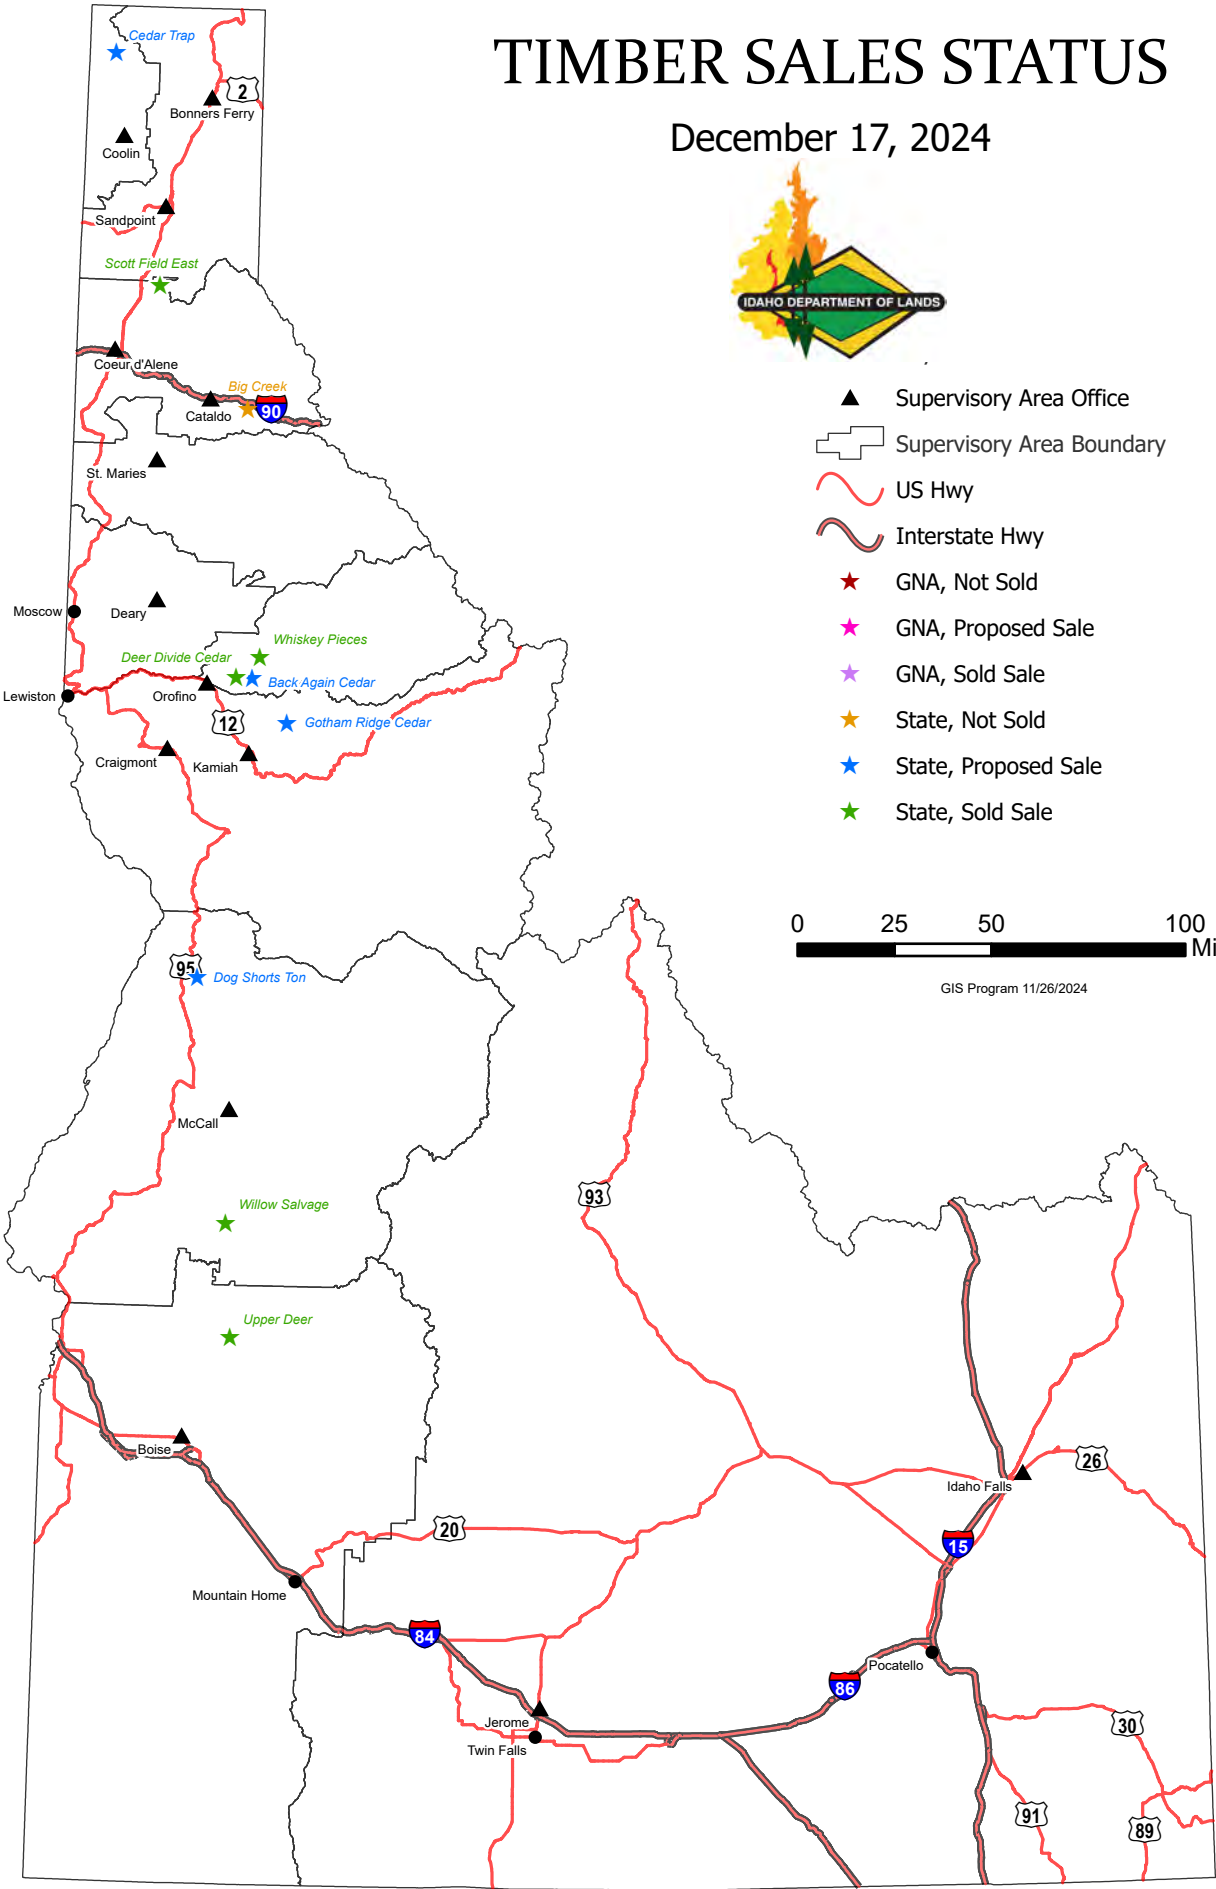 TIMBER SALES STATUS
December 17, 2024
IDAHO DEPARTMENT OF LANDS
Supervisory Area Office
Supervisory Area Boundary
US Hwy
Interstate Hwy
GNA, Not Sold
GNA, Proposed Sale
GNA, Sold Sale
State, Not Sold
State, Proposed Sale
State, Sold Sale
0 25 50 100
Mi
GIS Program 11/26/2024
Cedar Trap
2
Bonners Ferry
Coolin
Sandpoint
Scott Field East
Coeur d'Alene
Big Creek
90
Cataldo
St. Maries
Moscow
Deary
Whiskey Pieces
Deer Divide Cedar
Back Again Cedar
Lewiston
Orofino
12
Gotham Ridge Cedar
Craigmont
Kamiah
95
Dog Shorts Ton
McCall
93
Willow Salvage
Upper Deer
Boise
26
Idaho Falls
20
15
Mountain Home
84
Pocatello
86
Jerome
30
Twin Falls
91
89